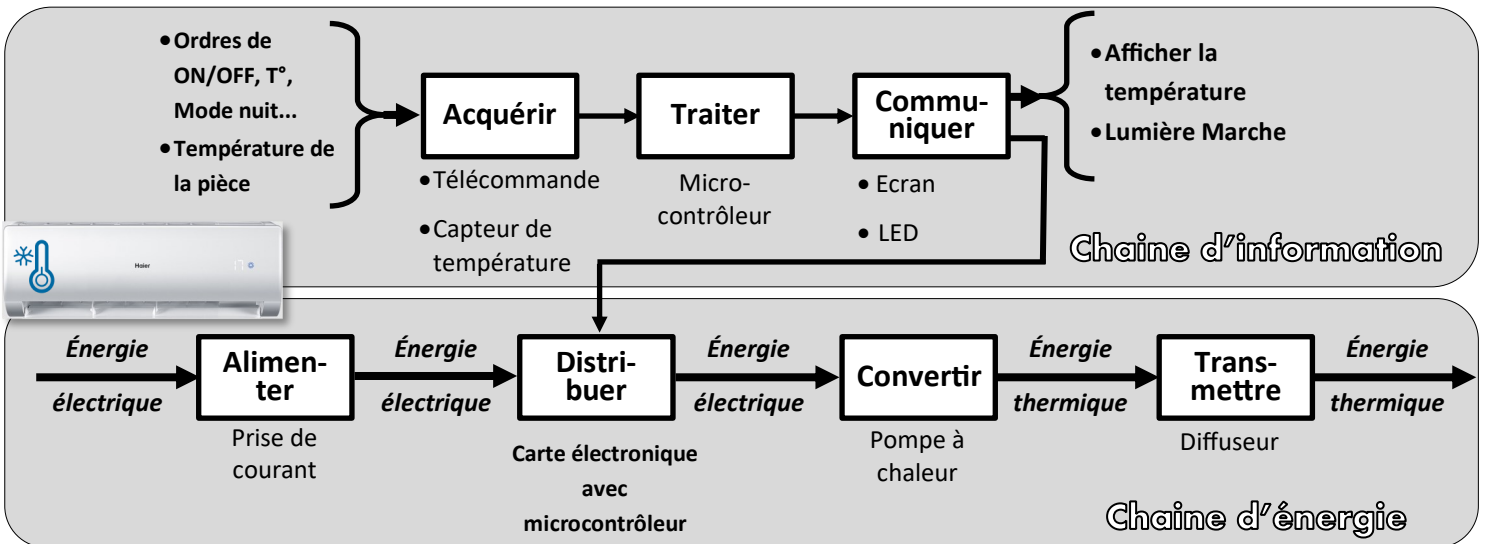 • Ordres de
ON/OFF, T°,
Mode nuit...
• Température de
la pièce
Acquérir
• Télécommande
• Capteur de
température
Traiter
Micro-
contrôleur
Commu-
niquer
• Ecran
• LED
• Afficher la
température
• Lumière Marche
Chaine d’information
Haier
Énergie
électrique
Alimen-
ter
Prise de
courant
Énergie
électrique
Distri-
buer
Carte électronique
avec
microcontrôleur
Énergie
électrique
Convertir
Pompe à
chaleur
Énergie
thermique
Trans-
mettre
Diffuseur
Énergie
thermique
Chaine d’énergie